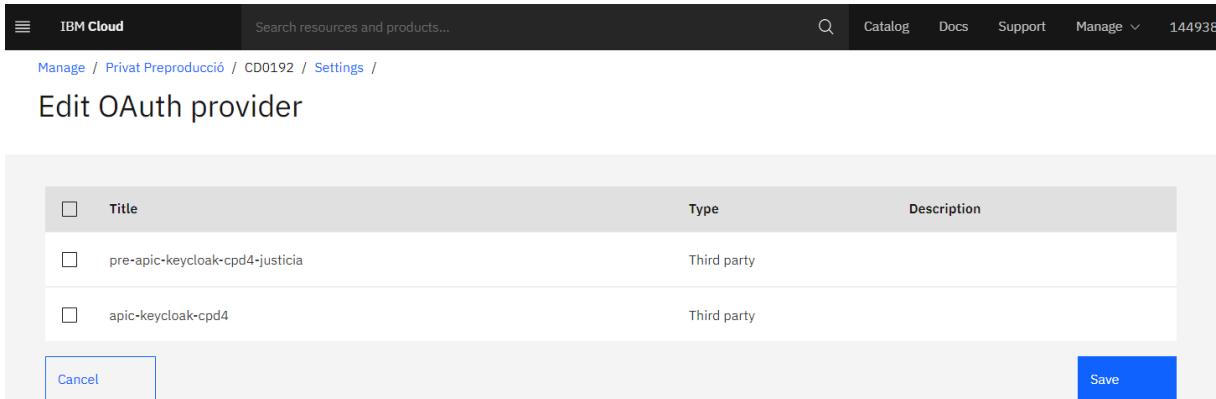 IBM Cloud Search resources and products... Catalog Docs Support Manage 144938
Manage / Privat Preproducció / CD0192 / Settings /
Edit OAuth provider
Title Type Description
pre-apic-keycloak-cpd4-justicia Third party
apic-keycloak-cpd4 Third party
Cancel Save